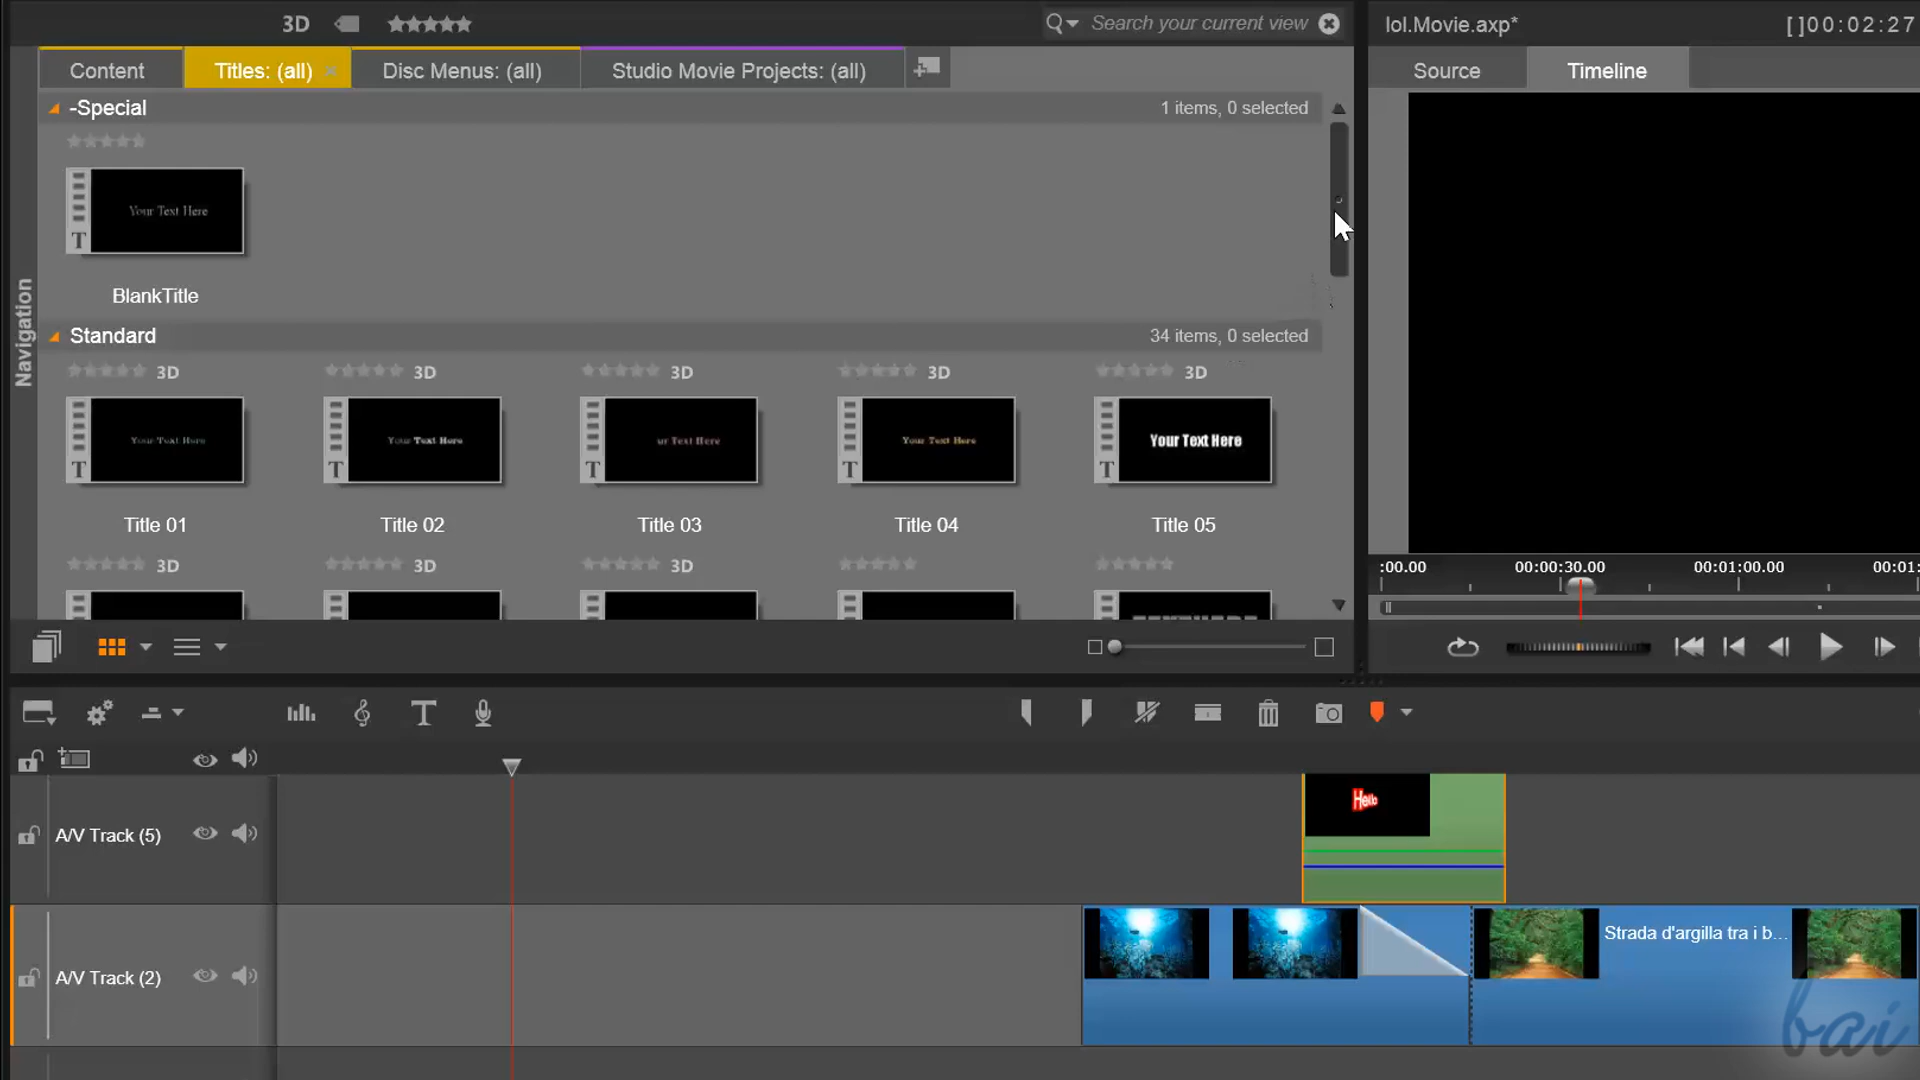 3D
Search your current view
lol.Movie.axp*
[]00:02:27
Content
Titles: (all)
Disc Menus: (all)
Studio Movie Projects: (all)
Source
Timeline
-Special
1 items, 0 selected
Your Text Here
T
BlankTitle
Navigation
Standard
34 items, 0 selected
3D
3D
3D
3D
3D
Your Text Here
Your Text Here
ur Text Here
Your Text Here
Your Text Here
T
T
T
T
T
Title 01
Title 02
Title 03
Title 04
Title 05
3D
3D
3D
:00.00
00:00:30.00
00:01:00.00
00:01:
T
A/V Track (5)
Hello
A/V Track (2)
Strada d'argilla tra i b...
bai